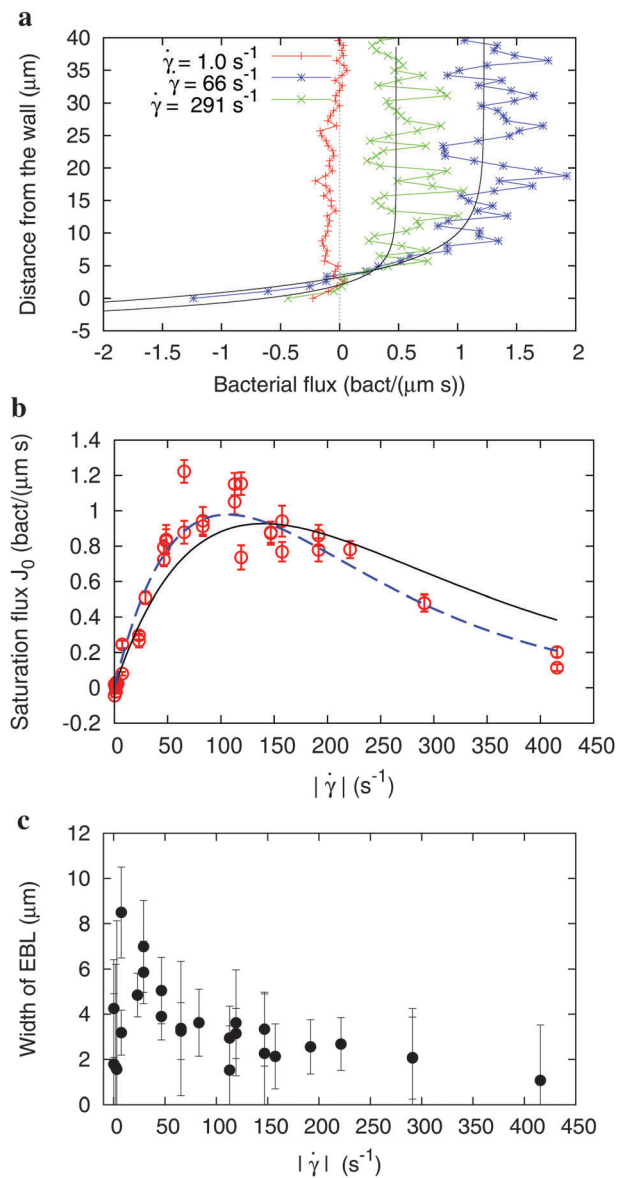 a
40
35
30
25
20
15
10
5
0
-5
γ̇ = 1.0 s⁻¹
γ̇ = 66 s⁻¹
γ̇ = 291 s⁻¹
Distance from the wall (μm)
-2 -1.5 -1 -0.5 0 0.5 1 1.5 2
Bacterial flux (bact/(μm s))
b
1.4
1.2
1
0.8
0.6
0.4
0.2
0
-0.2
Saturation flux J₀ (bact/(μm s)
0 50 100 150 200 250 300 350 400 450
| γ̇ | (s⁻¹)
c
12
10
8
6
4
2
0
Width of EBL (μm)
0 50 100 150 200 250 300 350 400 450
| γ̇ | (s⁻¹)